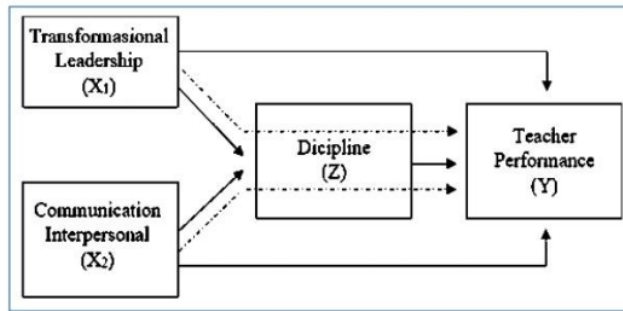 Transformasional
Leadership
(X₁)
Dicipline
(Z)
Teacher
Performance
(Y)
Communication
Interpersonal
(X₂)